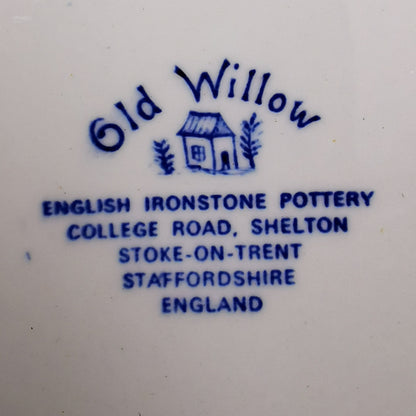 Old Willow
ENGLISH IRONSTONE POTTERY
COLLEGE ROAD, SHELTON
STOKE-ON-TRENT
STAFFORDSHIRE
ENGLAND